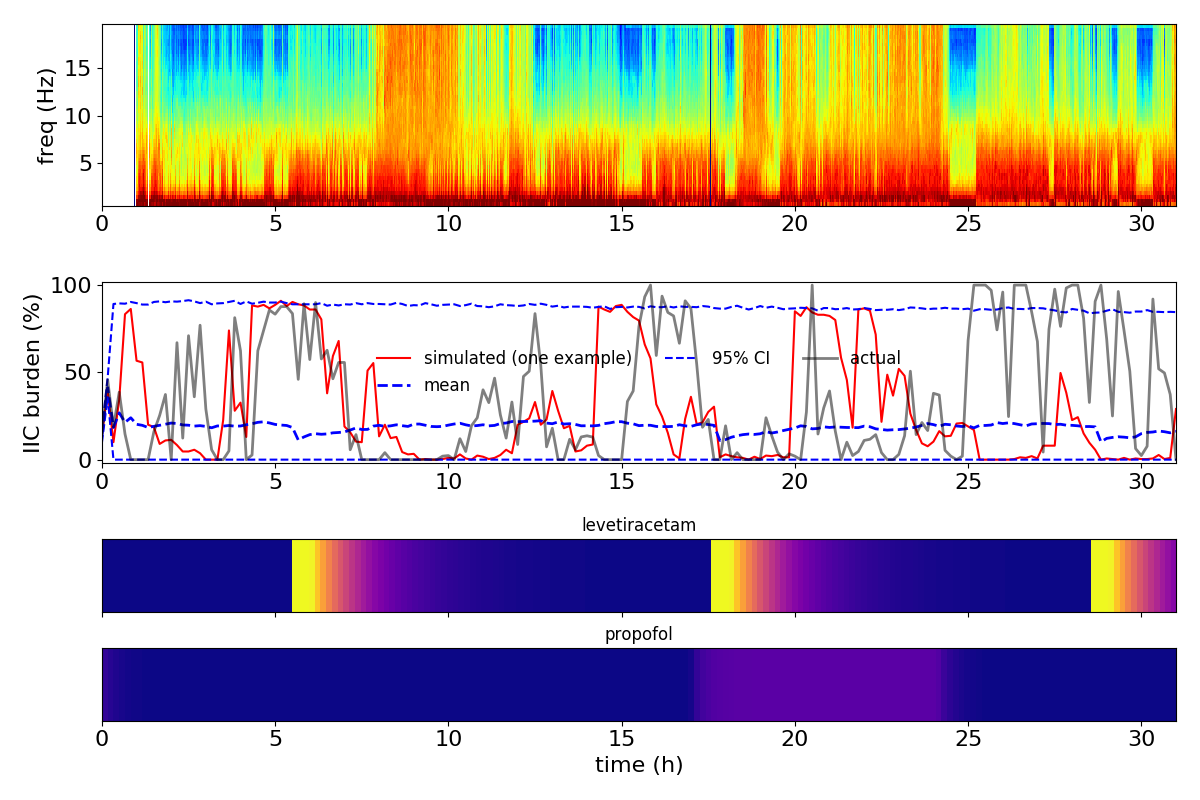 freq (Hz)
15
10
5
0 5 10 15 20 25 30
IIC burden (%)
100
50
0
simulated (one example) 95% CI actual
mean
0 5 10 15 20 25 30
levetiracetam
propofol
0 5 10 15 20 25 30
time (h)